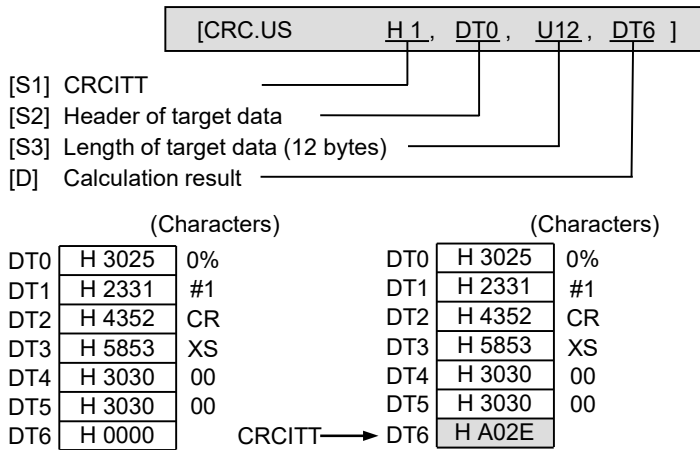 [CRC.US H 1 , DT0 , U12 , DT6 ]
[S1] CRCITT
[S2] Header of target data
[S3] Length of target data (12 bytes)
[D] Calculation result
(Characters) (Characters)
DT0 H 3025 0% DT0 H 3025 0%
DT1 H 2331 #1 DT1 H 2331 #1
DT2 H 4352 CR DT2 H 4352 CR
DT3 H 5853 XS DT3 H 5853 XS
DT4 H 3030 00 DT4 H 3030 00
DT5 H 3030 00 DT5 H 3030 00
DT6 H 0000 CRCITT DT6 H A02E